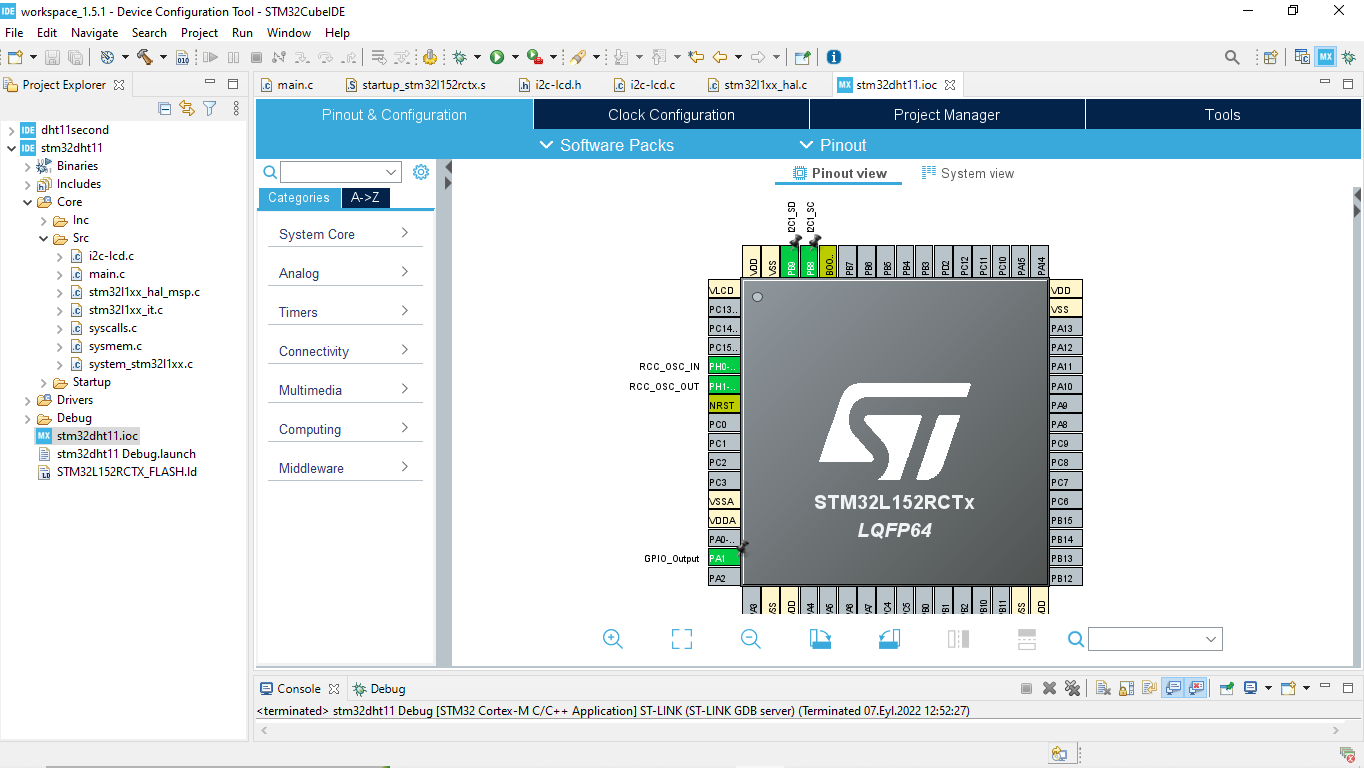 IDE workspace_1.5.1 - Device Configuration Tool - STM32CubeIDE
File Edit Navigate Search Project Run Window Help
Project Explorer
main.c
startup_stm32l152rctx.s
i2c-lcd.h
i2c-lcd.c
stm32l1xx_hal.c
MX stm32dht11.ioc
IDE dht11second
IDE stm32dht11
Binaries
Includes
Core
Inc
Src
i2c-lcd.c
main.c
stm32l1xx_hal_msp.c
stm32l1xx_it.c
syscalls.c
sysmem.c
system_stm32l1xx.c
Startup
Drivers
Debug
MX stm32dht11.ioc
stm32dht11 Debug.launch
STM32L152RCTX_FLASH.ld
Pinout & Configuration
Clock Configuration
Project Manager
Tools
Software Packs
Pinout
Categories
A->Z
System Core
Analog
Timers
Connectivity
Multimedia
Computing
Middleware
Pinout view
System view
I2C1_SD
I2C1_SC
VDD
VSS
PB9
PB8
BOO..
PB7
PB6
PB5
PB4
PB3
PD2
PC12
PC11
PC10
PA15
PA14
VLCD
PC13..
PC14..
PC15..
RCC_OSC_IN PH0-..
RCC_OSC_OUT PH1-..
NRST
PC0
PC1
PC2
PC3
VSSA
VDDA
PA0-..
GPIO_Output PA1
PA2
VDD
VSS
PA13
PA12
PA11
PA10
PA9
PA8
PC9
PC8
PC7
PC6
PB15
PB14
PB13
PB12
ST
STM32L152RCTx
LQFP64
Console
Debug
<terminated> stm32dht11 Debug [STM32 Cortex-M C/C++ Application] ST-LINK (ST-LINK GDB server) (Terminated 07.Eyl.2022 12:52:27)